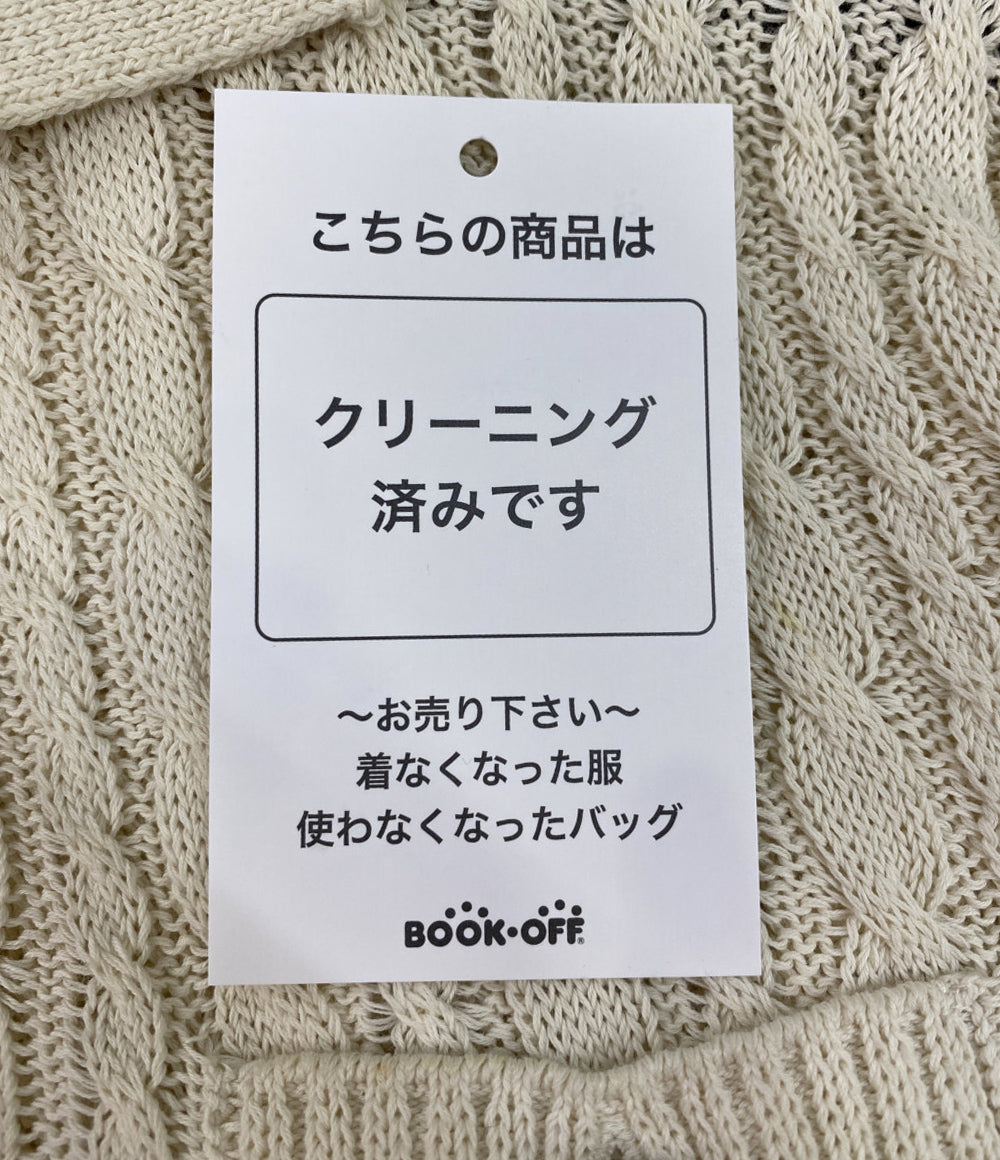 こちらの商品は
クリーニング
済みです
～お売り下さい～
着なくなった服
使わなくなったバッグ
BOOK・OFF®